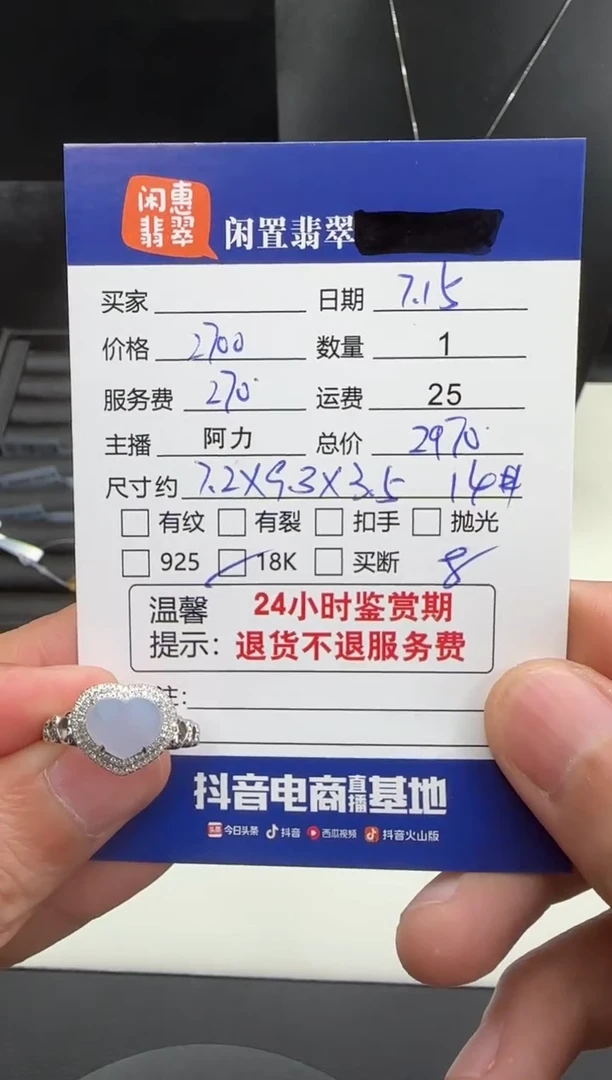 闲惠
翡翠
闲置翡翠
买家 日期 7.15
价格 2700 数量 1
服务费 270 运费 25
主播 阿力 总价 2970
尺寸约 7.2X9.3X3.5 14#
有纹 有裂 扣手 抛光
925 18K 买断 8
温馨 24小时鉴赏期
提示: 退货不退服务费
注:
抖音电商直播基地
头条 今日头条 抖音 西瓜视频 抖音火山版